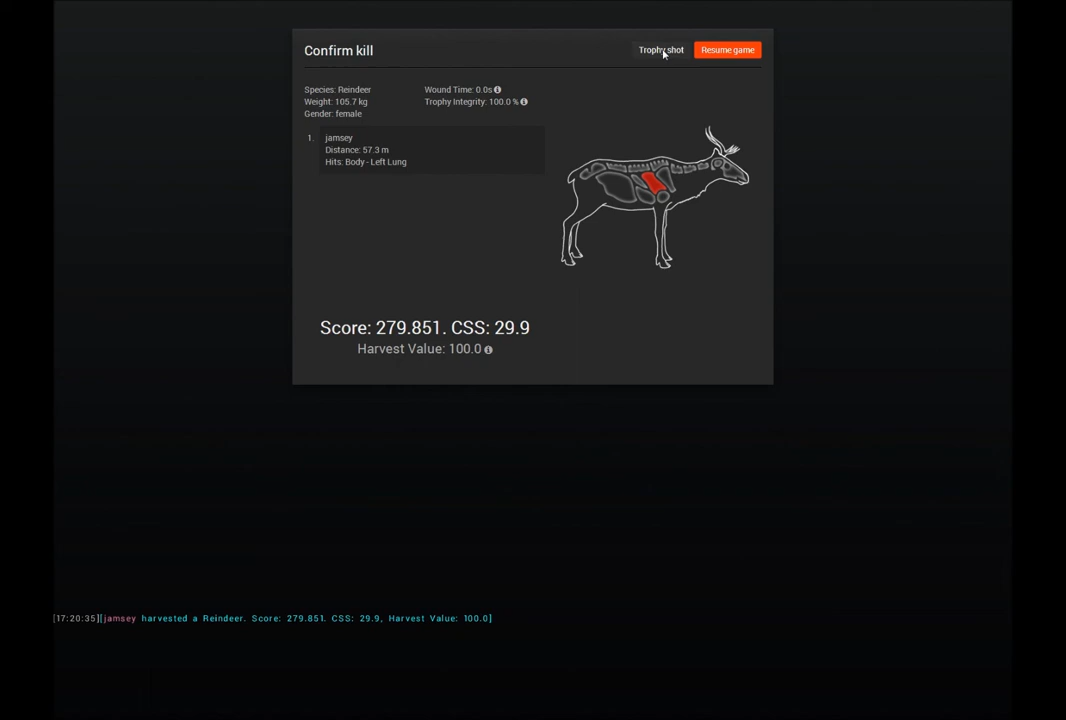 Confirm kill
Trophy shot
Resume game
Species: Reindeer
Weight: 105.7 kg
Gender: female
Wound Time: 0.0s
Trophy Integrity: 100.0 %
1. jamsey
Distance: 57.3 m
Hits: Body - Left Lung
Score: 279.851. CSS: 29.9
Harvest Value: 100.0
[17:20:35][jamsey harvested a Reindeer. Score: 279.851. CSS: 29.9, Harvest Value: 100.0]